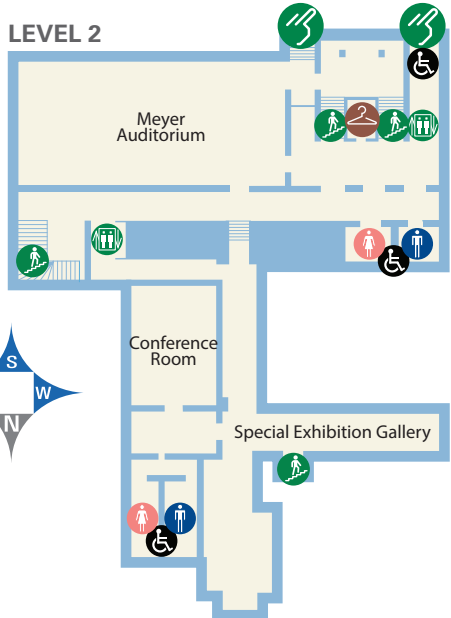 LEVEL 2
Meyer
Auditorium
S
W
N
Conference
Room
Special Exhibition Gallery